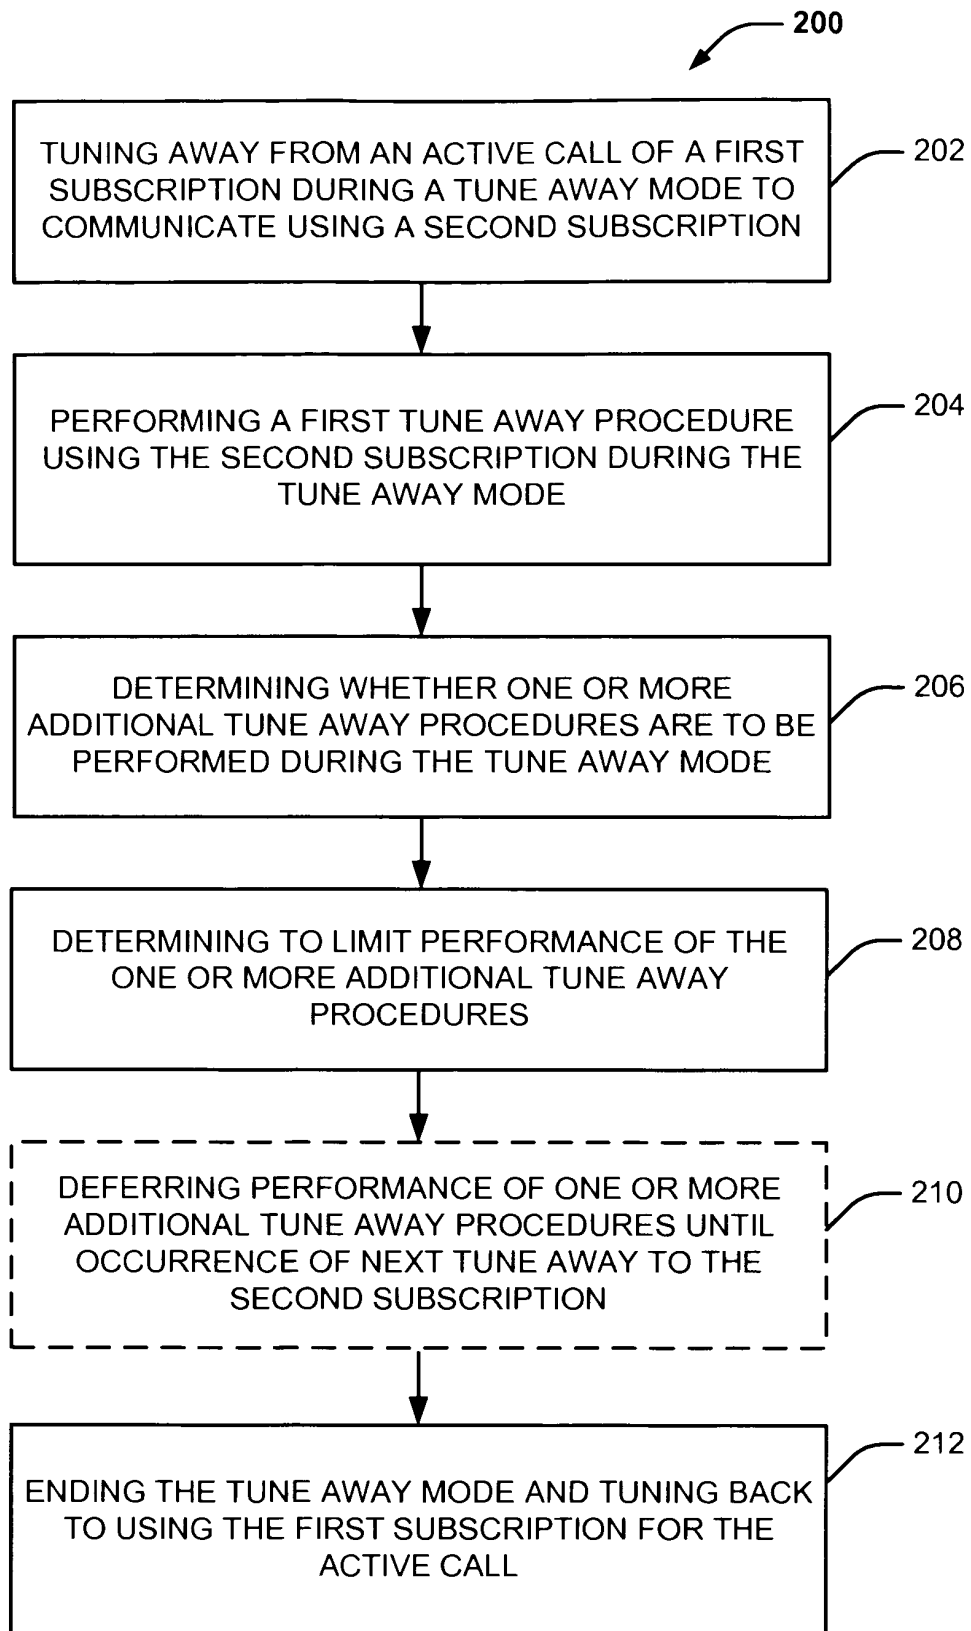 200
TUNING AWAY FROM AN ACTIVE CALL OF A FIRST
SUBSCRIPTION DURING A TUNE AWAY MODE TO
COMMUNICATE USING A SECOND SUBSCRIPTION
202
PERFORMING A FIRST TUNE AWAY PROCEDURE
USING THE SECOND SUBSCRIPTION DURING THE
TUNE AWAY MODE
204
DETERMINING WHETHER ONE OR MORE
ADDITIONAL TUNE AWAY PROCEDURES ARE TO BE
PERFORMED DURING THE TUNE AWAY MODE
206
DETERMINING TO LIMIT PERFORMANCE OF THE
ONE OR MORE ADDITIONAL TUNE AWAY
PROCEDURES
208
DEFERRING PERFORMANCE OF ONE OR MORE
ADDITIONAL TUNE AWAY PROCEDURES UNTIL
OCCURRENCE OF NEXT TUNE AWAY TO THE
SECOND SUBSCRIPTION
210
ENDING THE TUNE AWAY MODE AND TUNING BACK
TO USING THE FIRST SUBSCRIPTION FOR THE
ACTIVE CALL
212